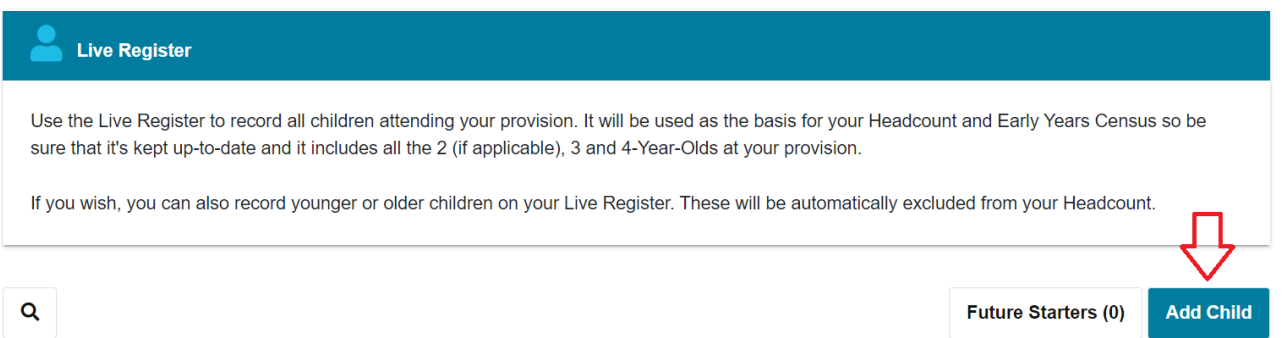 Live Register
Use the Live Register to record all children attending your provision. It will be used as the basis for your Headcount and Early Years Census so be
sure that it's kept up-to-date and it includes all the 2 (if applicable), 3 and 4-Year-Olds at your provision.
If you wish, you can also record younger or older children on your Live Register. These will be automatically excluded from your Headcount.
Future Starters (0) Add Child